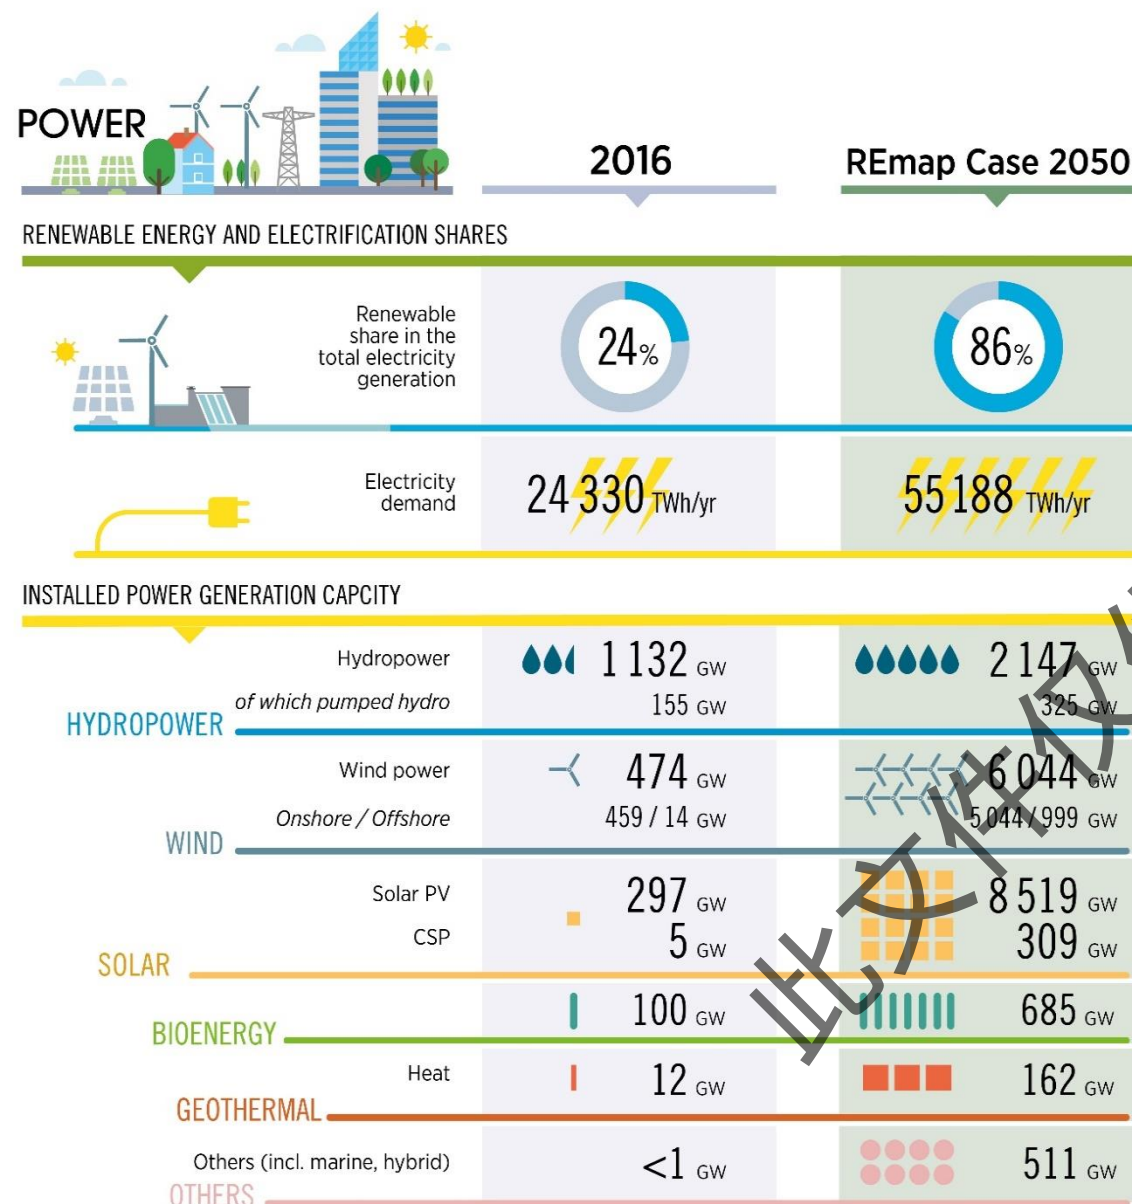 POWER
2016
REmap Case 2050
RENEWABLE ENERGY AND ELECTRIFICATION SHARES
Renewable
share in the
total electricity
generation
24%
86%
Electricity
demand
24 330 TWh/yr
55 188 TWh/yr
INSTALLED POWER GENERATION CAPCITY
Hydropower
1 132 GW
2 147 GW
of which pumped hydro
155 GW
325 GW
HYDROPOWER
Wind power
474 GW
6 044 GW
Onshore / Offshore
459 / 14 GW
5 044 / 999 GW
WIND
Solar PV
297 GW
8 519 GW
CSP
5 GW
309 GW
SOLAR
100 GW
685 GW
BIOENERGY
Heat
12 GW
162 GW
GEOTHERMAL
Others (incl. marine, hybrid)
<1 GW
511 GW
OTHERS
此文件仅